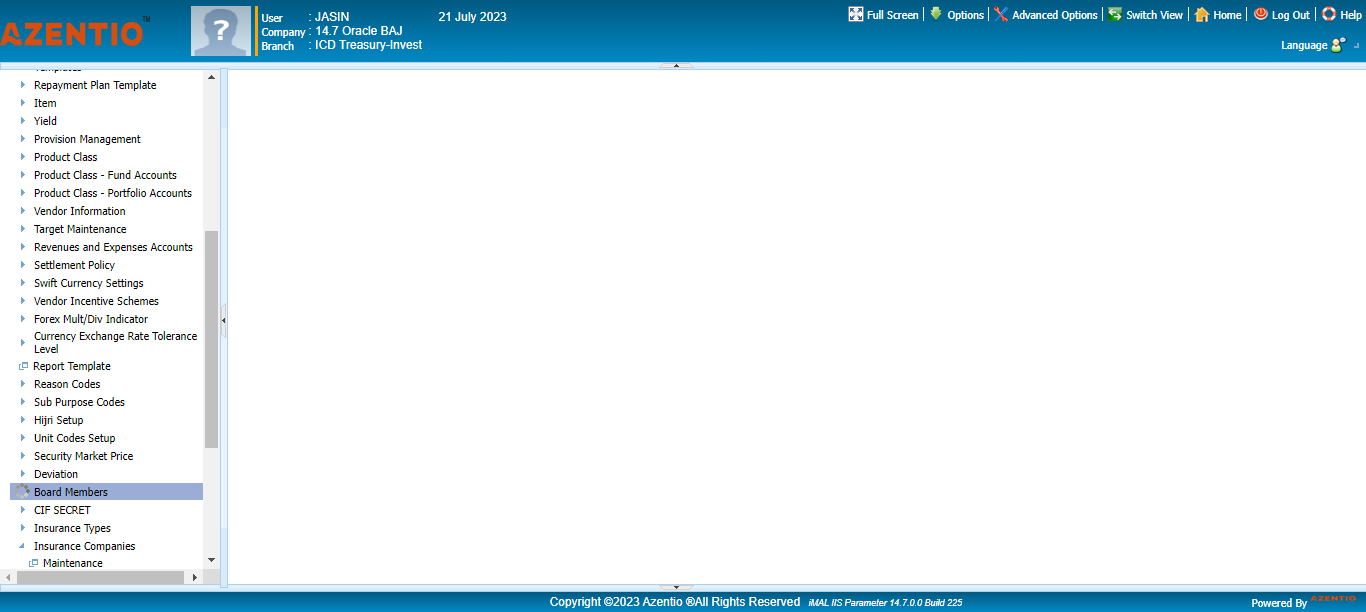 AZENTIO™
User : JASIN 21 July 2023
Company : 14.7 Oracle BAJ
Branch : ICD Treasury-Invest
Full Screen Options Advanced Options Switch View Home Log Out Help
Language
Templates
Repayment Plan Template
Item
Yield
Provision Management
Product Class
Product Class - Fund Accounts
Product Class - Portfolio Accounts
Vendor Information
Target Maintenance
Revenues and Expenses Accounts
Settlement Policy
Swift Currency Settings
Vendor Incentive Schemes
Forex Mult/Div Indicator
Currency Exchange Rate Tolerance
Level
Report Template
Reason Codes
Sub Purpose Codes
Hijri Setup
Unit Codes Setup
Security Market Price
Deviation
Board Members
CIF SECRET
Insurance Types
Insurance Companies
Maintenance
Copyright ©2023 Azentio ®All Rights Reserved iMAL IIS Parameter 14.7.0.0 Build 225
Powered By AZENTIO